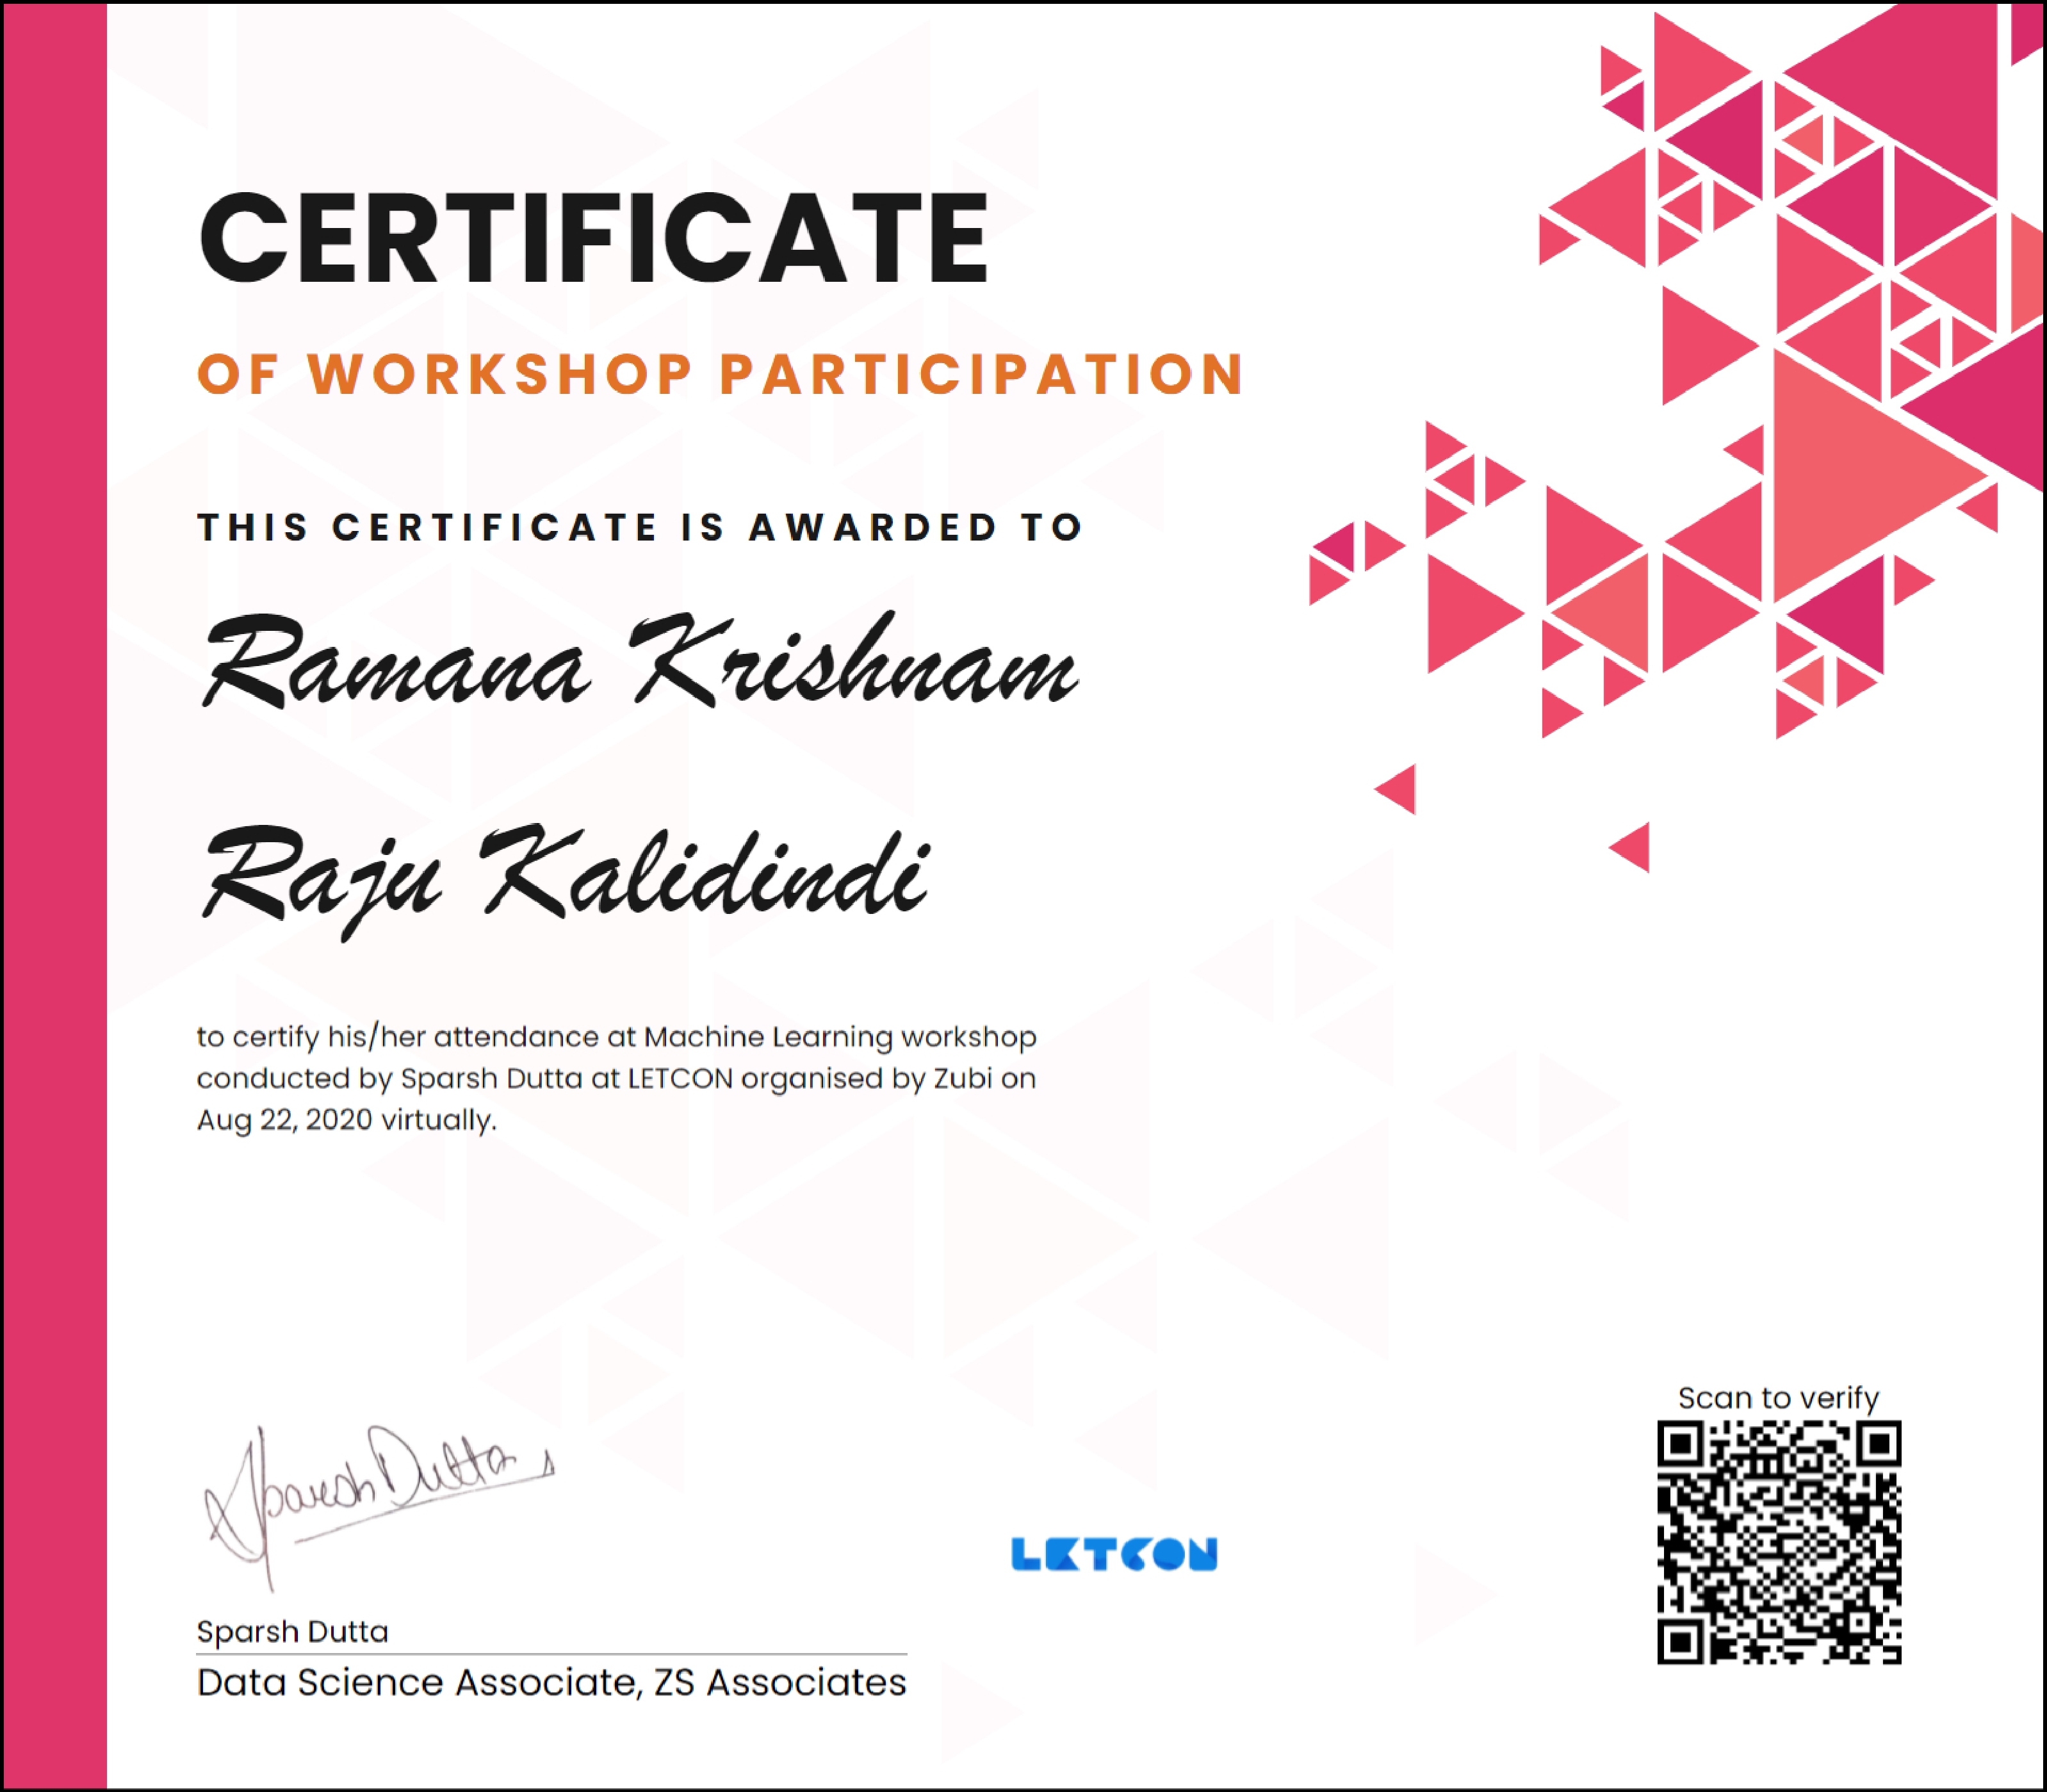 CERTIFICATE
OF WORKSHOP PARTICIPATION
THIS CERTIFICATE IS AWARDED TO
Ramana Krishnam
Raju Kalidindi
to certify his/her attendance at Machine Learning workshop
conducted by Sparsh Dutta at LETCON organised by Zubi on
Aug 22, 2020 virtually.
Scan to verify
Sparsh Dutta
LETCON
Sparsh Dutta
Data Science Associate, ZS Associates